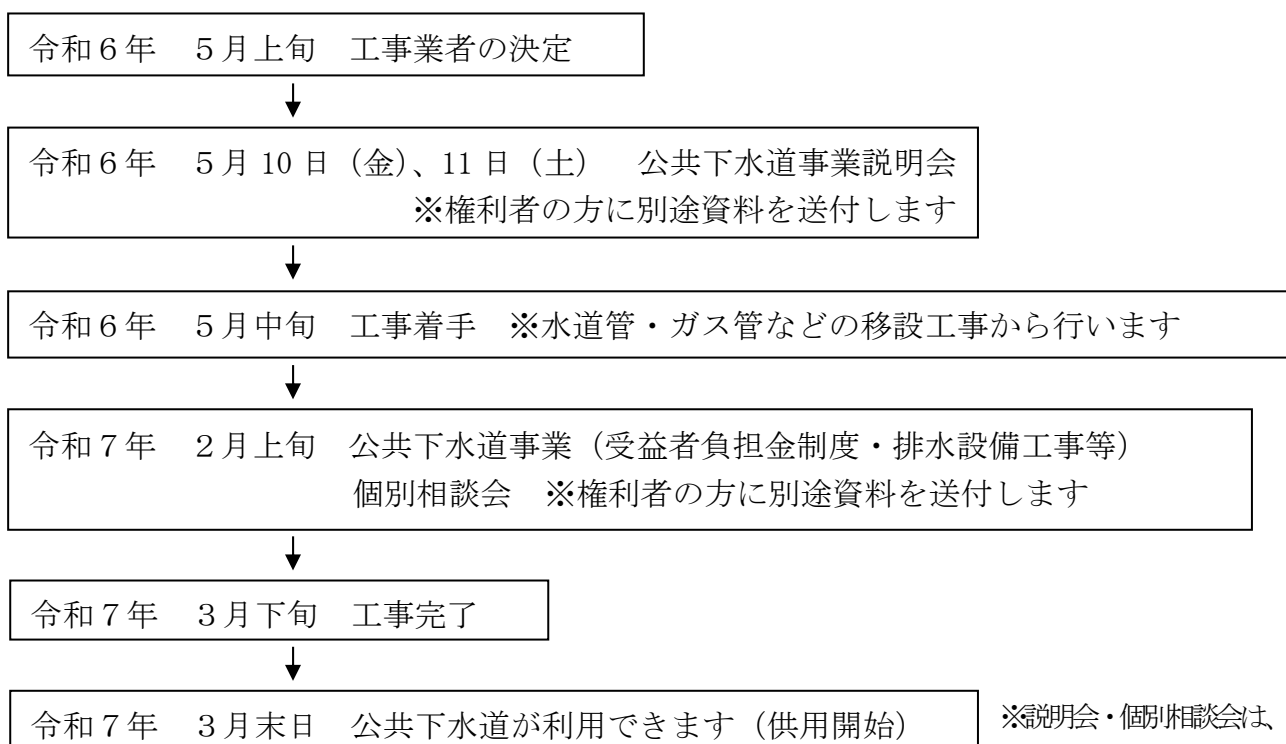 令和６年　５月上旬　工事業者の決定
令和６年　５月 10 日（金）、11 日（土）　公共下水道事業説明会
※権利者の方に別途資料を送付します
令和６年　５月中旬　工事着手　※水道管・ガス管などの移設工事から行います
令和７年　２月上旬　公共下水道事業（受益者負担金制度・排水設備工事等）
個別相談会　※権利者の方に別途資料を送付します
令和７年　３月下旬　工事完了
令和７年　３月末日　公共下水道が利用できます（供用開始）
※説明会・個別相談会は、